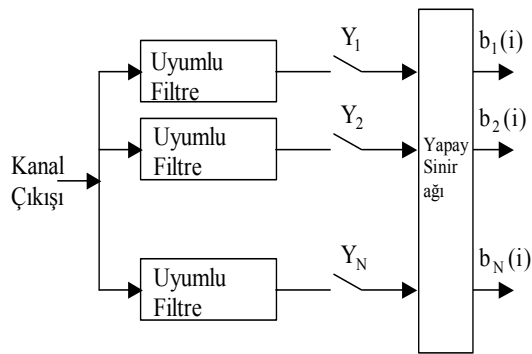 Uyumlu
Filtre
Y1
b1(i)
Uyumlu
Filtre
Y2
b2(i)
Kanal
Çıkışı
Yapay
Sinir
ağı
Uyumlu
Filtre
YN
bN(i)